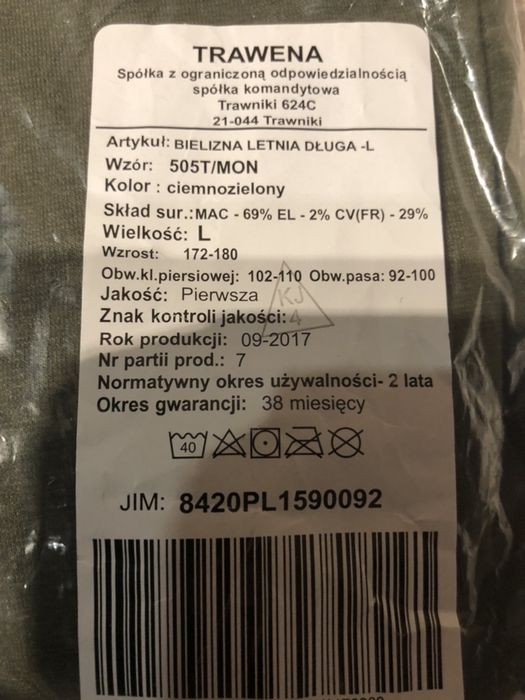 TRAWENA
Spółka z ograniczoną odpowiedzialnością
spółka komandytowa
Trawniki 624C
21-044 Trawniki
Artykuł: BIELIZNA LETNIA DŁUGA -L
Wzór: 505T/MON
Kolor : ciemnozielony
Skład sur.:MAC - 69% EL - 2% CV(FR) - 29%
Wielkość: L
Wzrost: 172-180
Obw.kl.piersiowej: 102-110 Obw.pasa: 92-100
Jakość: Pierwsza
KJ
Znak kontroli jakości: 4
Rok produkcji: 09-2017
Nr partii prod.: 7
Normatywny okres używalności- 2 lata
Okres gwarancji: 38 miesięcy
40
JIM: 8420PL1590092